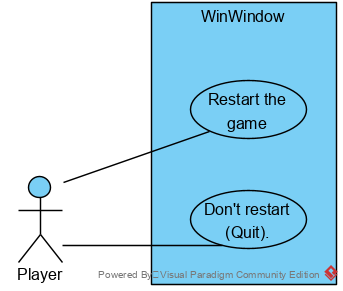 WinWindow
Restart the
game
Don't restart
(Quit).
Player
Powered By Visual Paradigm Community Edition